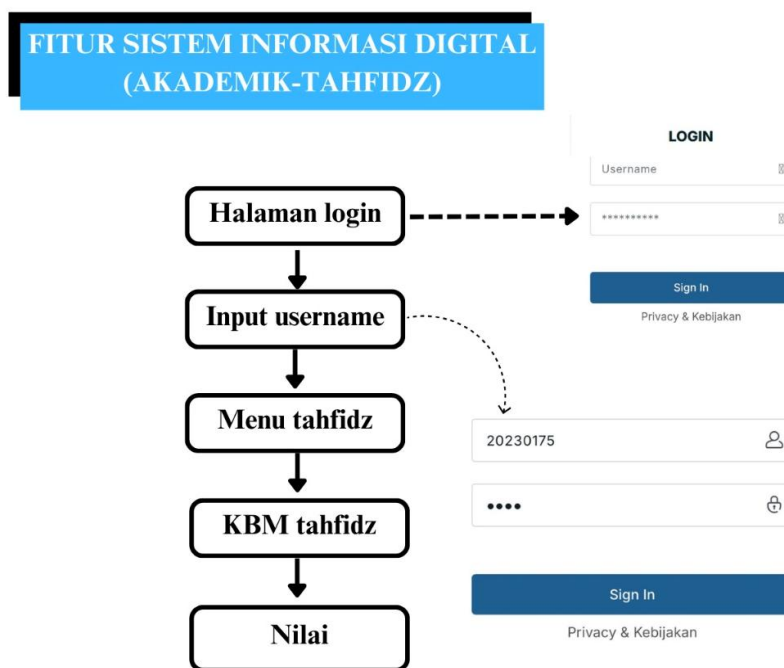 FITUR SISTEM INFORMASI DIGITAL
(AKADEMIK-TAHFIDZ)
LOGIN
Username
**********
Sign In
Privacy & Kebijakan
Halaman login
Input username
Menu tahfidz
KBM tahfidz
Nilai
20230175
••••
Sign In
Privacy & Kebijakan